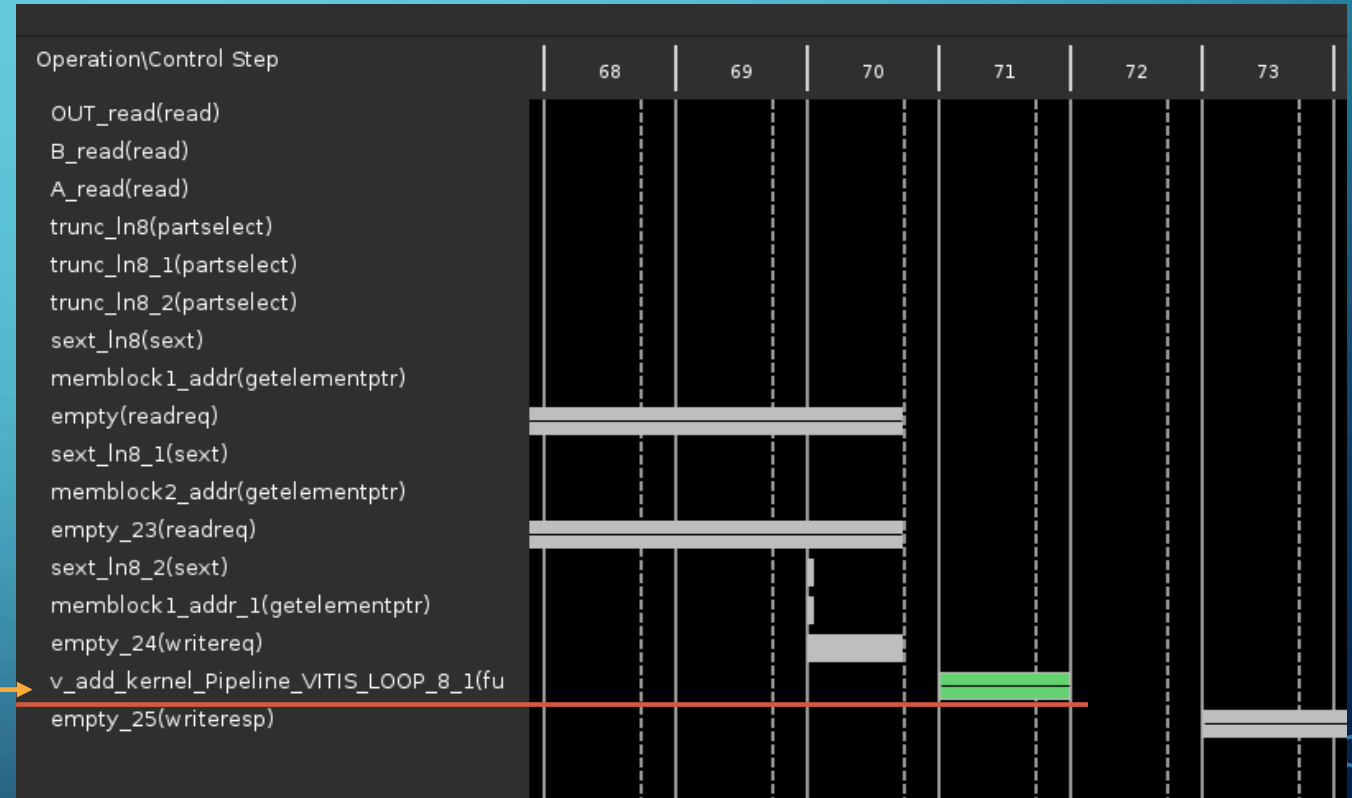 Operation\Control Step 68 69 70 71 72 73
OUT_read(read)
B_read(read)
A_read(read)
trunc_ln8(partselect)
trunc_ln8_1(partselect)
trunc_ln8_2(partselect)
sext_ln8(sext)
memblock1_addr(getelementptr)
empty(readreq)
sext_ln8_1(sext)
memblock2_addr(getelementptr)
empty_23(readreq)
sext_ln8_2(sext)
memblock1_addr_1(getelementptr)
empty_24(writereq)
v_add_kernel_Pipeline_VITIS_LOOP_8_1(fu
empty_25(writeresp)